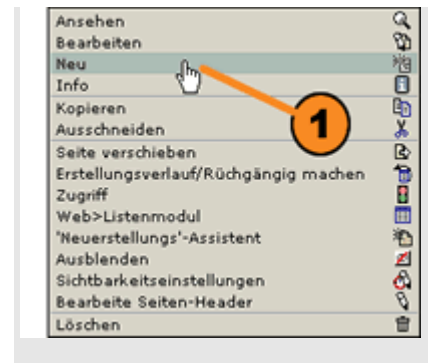 Ansehen
Bearbeiten
Neu
Info
Kopieren
Ausschneiden
Seite verschieben
Erstellungsverlauf/Rüchgängig machen
Zugriff
Web>Listenmodul
'Neuerstellungs'-Assistent
Ausblenden
Sichtbarkeitseinstellungen
Bearbeite Seiten-Header
Löschen
1